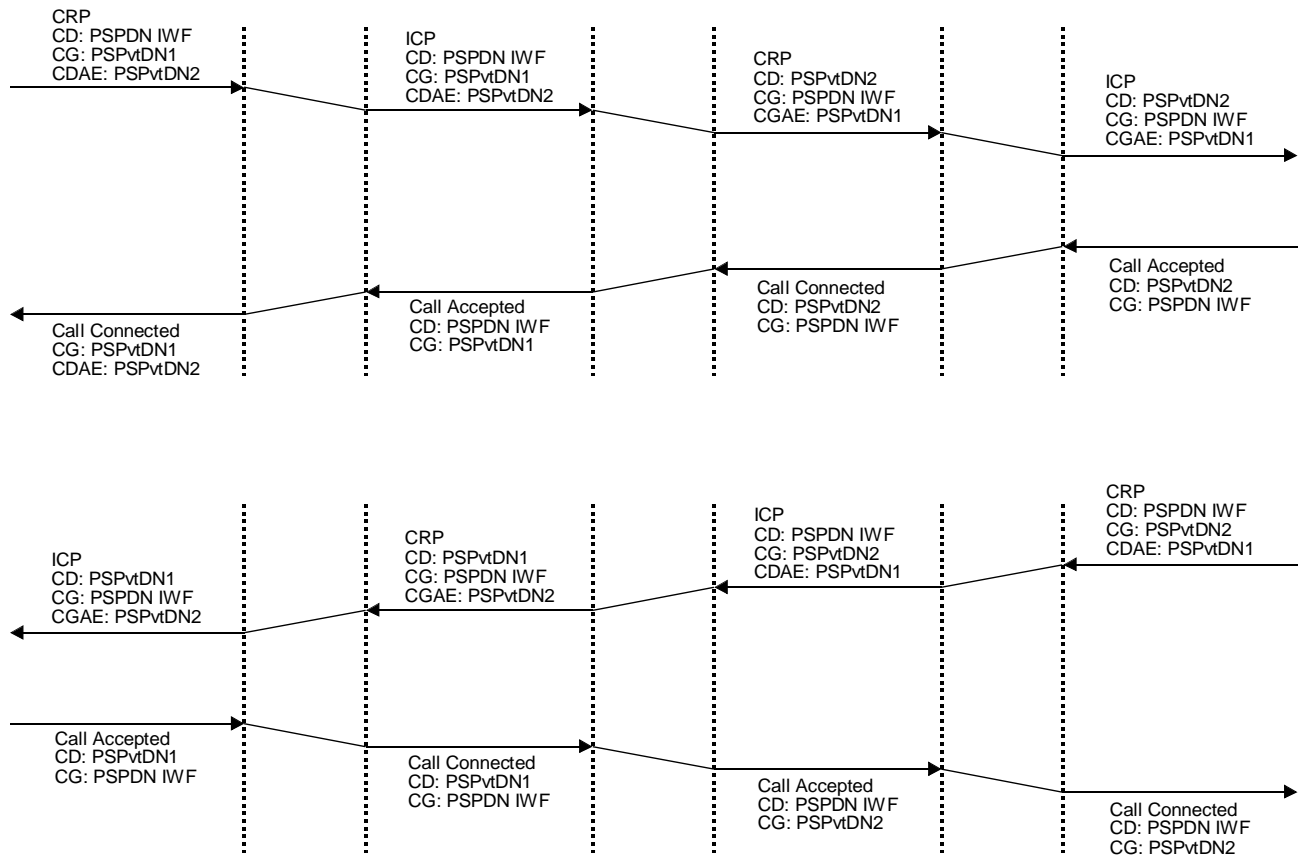 CRP
CD: PSPDN IWF
CG: PSPvtDN1
CDAE: PSPvtDN2
ICP
CD: PSPDN IWF
CG: PSPvtDN1
CDAE: PSPvtDN2
CRP
CD: PSPvtDN2
CG: PSPDN IWF
CGAE: PSPvtDN1
ICP
CD: PSPvtDN2
CG: PSPDN IWF
CGAE: PSPvtDN1
Call Connected
CG: PSPvtDN1
CDAE: PSPvtDN2
Call Accepted
CD: PSPDN IWF
CG: PSPvtDN1
Call Connected
CD: PSPvtDN2
CG: PSPDN IWF
Call Accepted
CD: PSPvtDN2
CG: PSPDN IWF
ICP
CD: PSPvtDN1
CG: PSPDN IWF
CGAE: PSPvtDN2
CRP
CD: PSPvtDN1
CG: PSPDN IWF
CGAE: PSPvtDN2
ICP
CD: PSPDN IWF
CG: PSPvtDN2
CDAE: PSPvtDN1
CRP
CD: PSPDN IWF
CG: PSPvtDN2
CDAE: PSPvtDN1
Call Accepted
CD: PSPvtDN1
CG: PSPDN IWF
Call Connected
CD: PSPvtDN1
CG: PSPDN IWF
Call Accepted
CD: PSPDN IWF
CG: PSPvtDN2
Call Connected
CD: PSPDN IWF
CG: PSPvtDN2